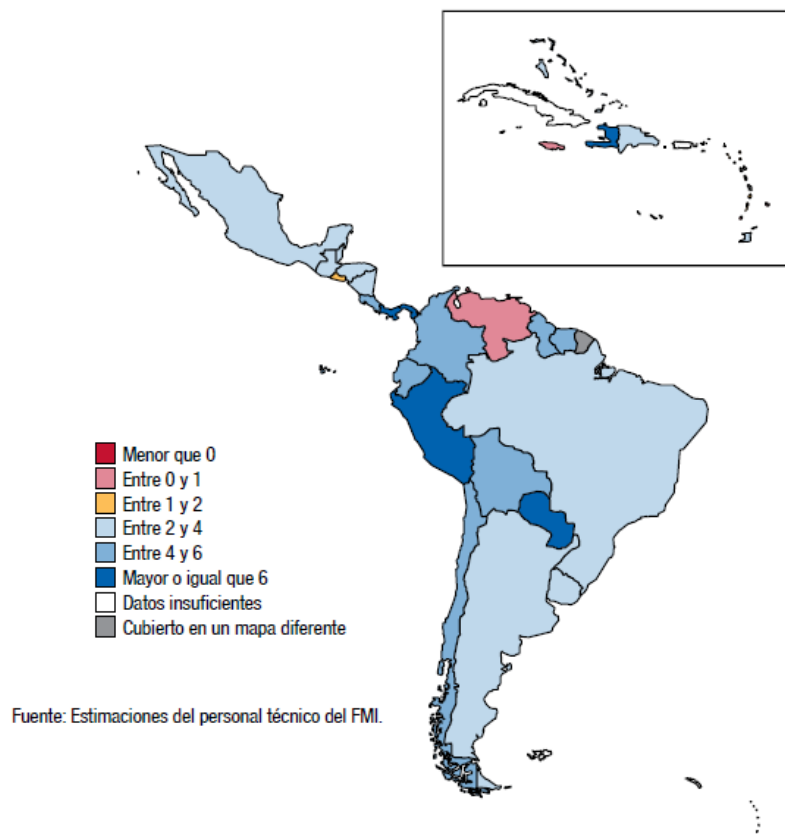 Menor que 0
Entre 0 y 1
Entre 1 y 2
Entre 2 y 4
Entre 4 y 6
Mayor o igual que 6
Datos insuficientes
Cubierto en un mapa diferente
Fuente: Estimaciones del personal técnico del FMI.